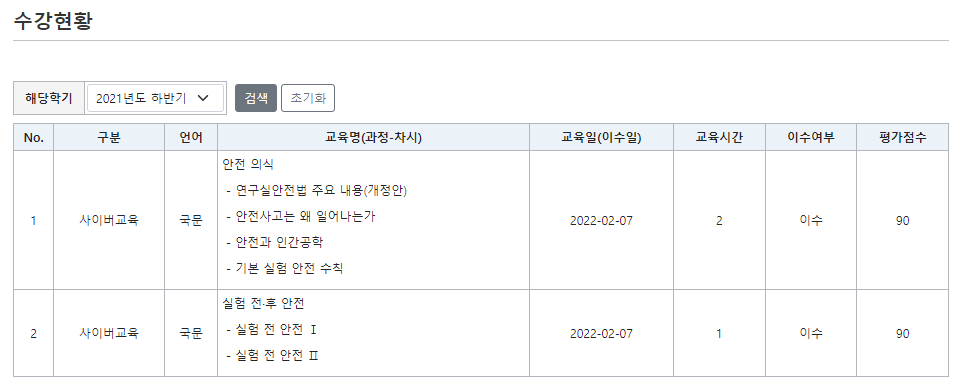 수강현황
해당학기 2021년도 하반기 검색 초기화
No. 구분 언어 교육명(과정-차시) 교육일(이수일) 교육시간 이수여부 평가점수
안전 의식
- 연구실안전법 주요 내용(개정안)
- 안전사고는 왜 일어나는가
1 사이버교육 국문 2022-02-07 2 이수 90
- 안전과 인간공학
- 기본 실험 안전 수칙
실험 전·후 안전
- 실험 전 안전 Ⅰ
2 사이버교육 국문 2022-02-07 1 이수 90
- 실험 전 안전 Ⅱ